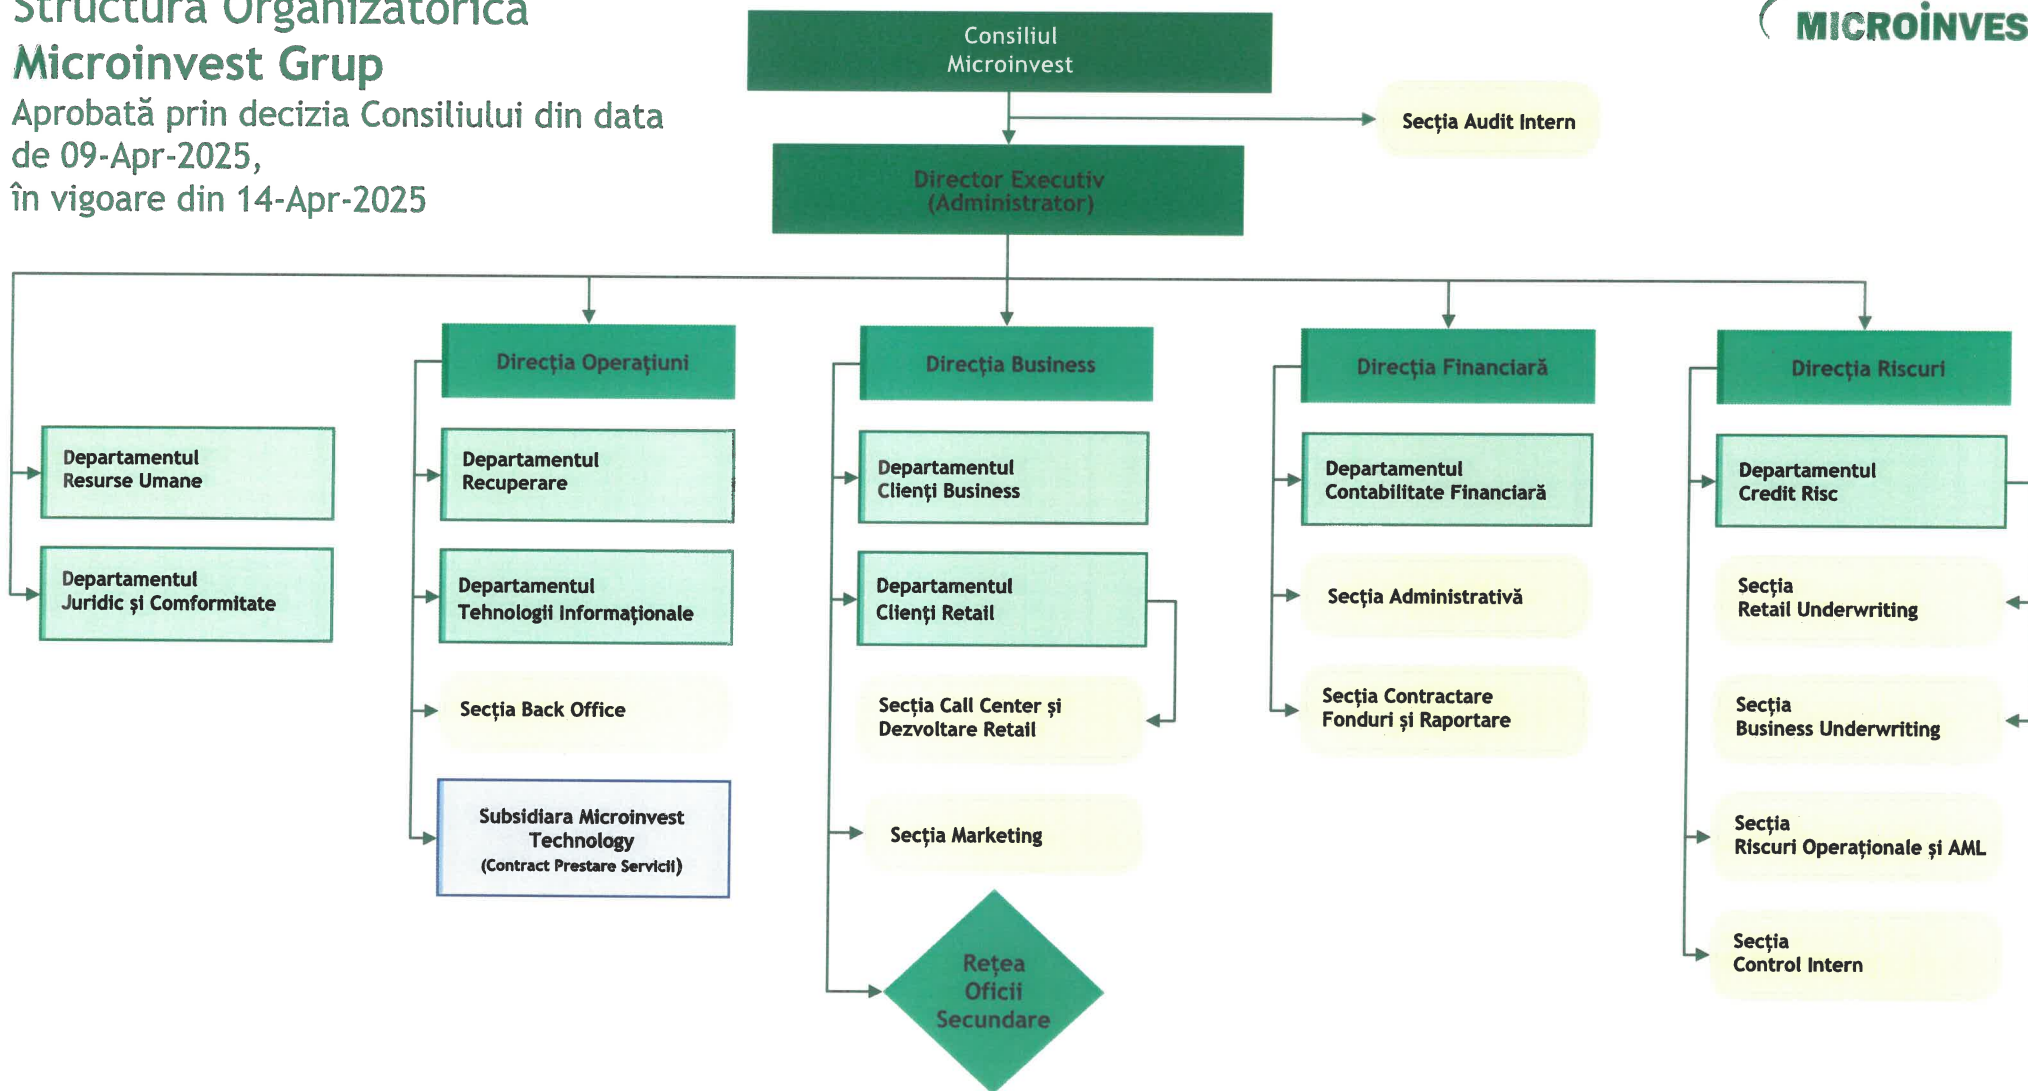 Structura Organizatorică
Microinvest Grup
Aprobată prin decizia Consiliului din data
de 09-Apr-2025,
în vigoare din 14-Apr-2025
MICROİNVES
Consiliul
Microinvest
Secția Audit Intern
Director Executiv
(Administrator)
Direcția Operațiuni
Direcția Business
Direcția Financiară
Direcția Riscuri
Departamentul
Resurse Umane
Departamentul
Juridic și Comformitate
Departamentul
Recuperare
Departamentul
Tehnologii Informaționale
Secția Back Office
Subsidiara Microinvest
Technology
(Contract Prestare Servicii)
Departamentul
Clienți Business
Departamentul
Clienți Retail
Secția Call Center și
Dezvoltare Retail
Secția Marketing
Rețea
Oficii
Secundare
Departamentul
Contabilitate Financiară
Secția Administrativă
Secția Contractare
Fonduri și Raportare
Departamentul
Credit Risc
Secția
Retail Underwriting
Secția
Business Underwriting
Secția
Riscuri Operaționale și AML
Secția
Control Intern